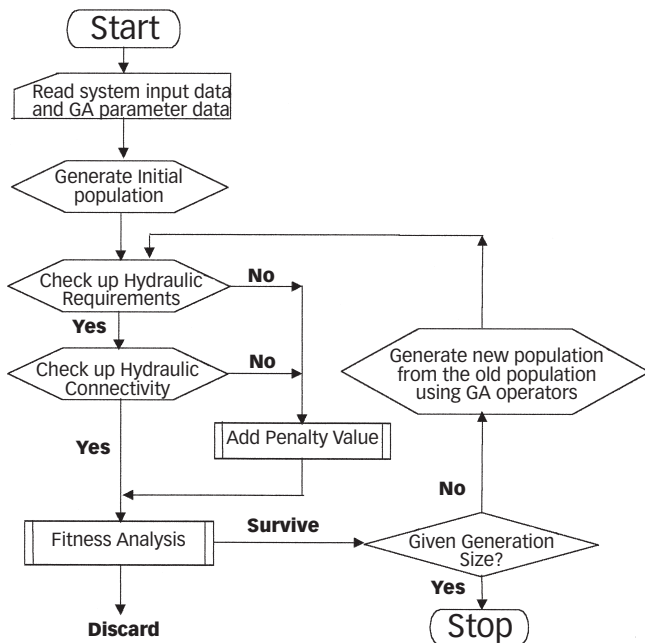 Start
Read system input data
and GA parameter data
Generate Initial
population
Check up Hydraulic
Requirements
No
Yes
Check up Hydraulic
Connectivity
No
Generate new population
from the old population
using GA operators
Add Penalty Value
Yes
No
Fitness Analysis
Survive
Given Generation
Size?
Yes
Discard
Stop